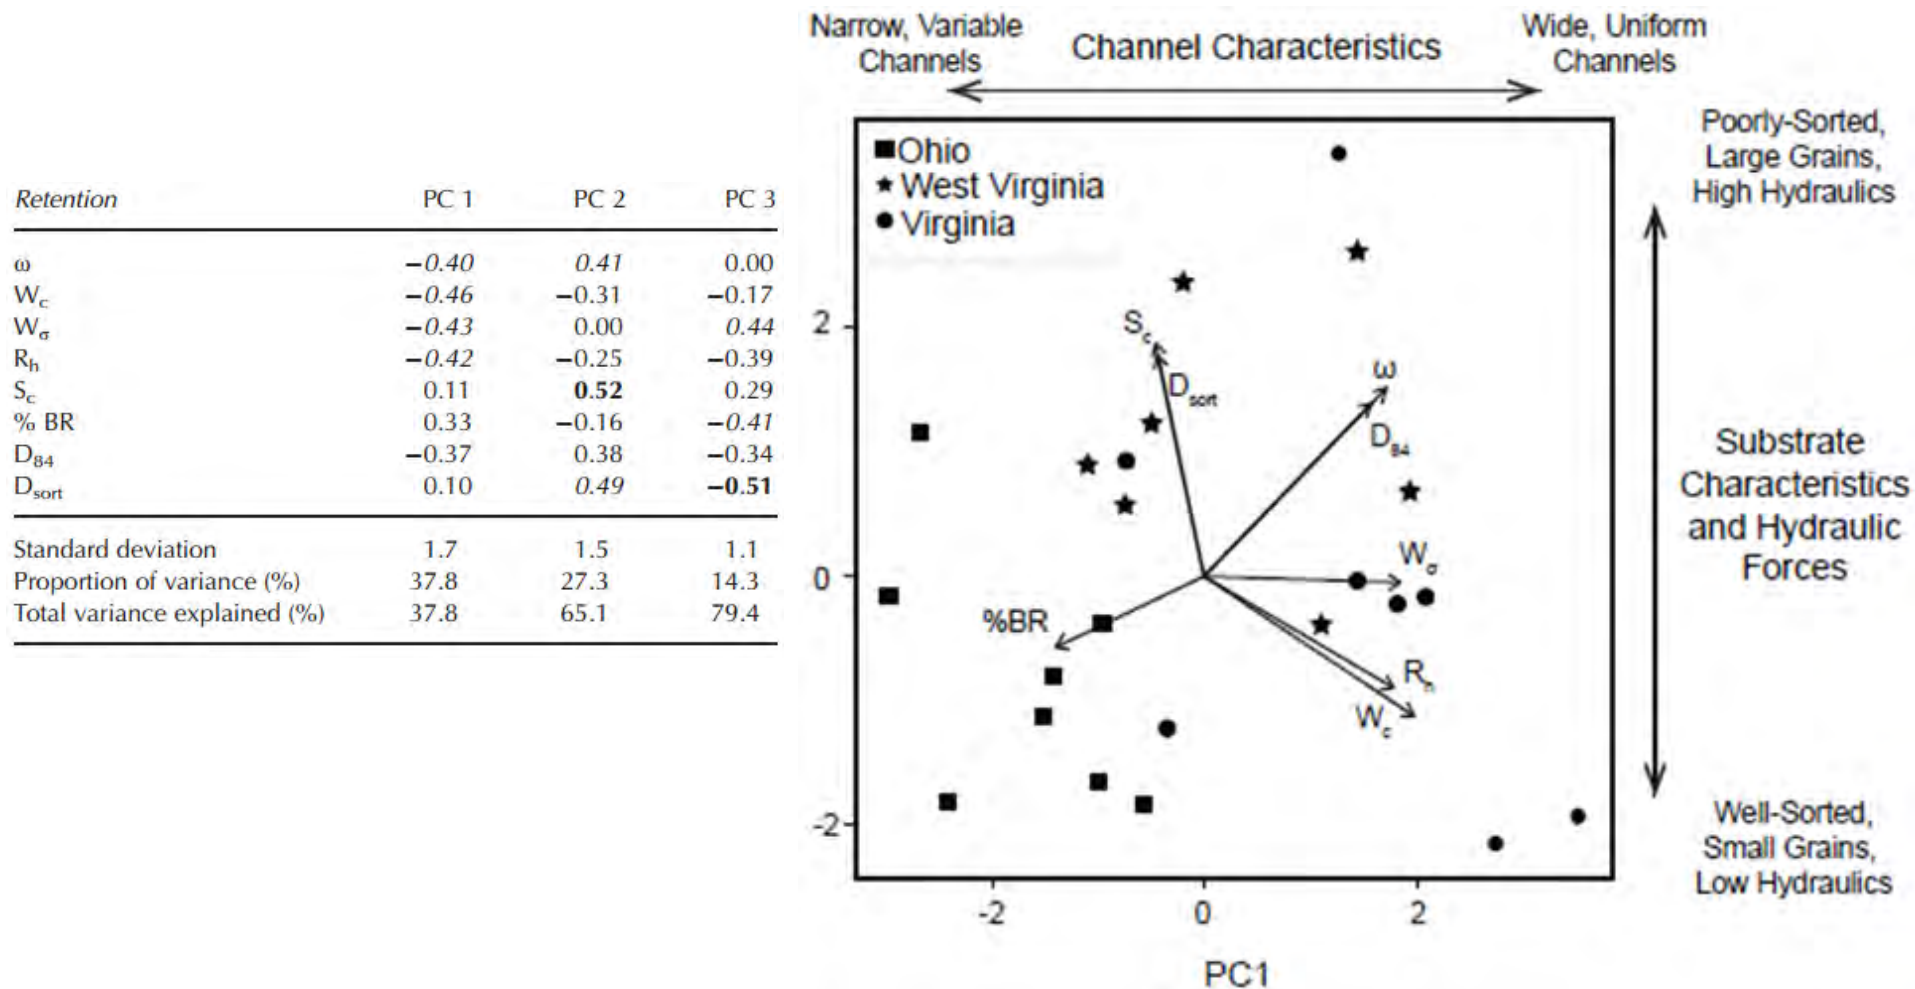 Retention PC 1 PC 2 PC 3
ω −0.40 0.41 0.00
Wc −0.46 −0.31 −0.17
Wσ −0.43 0.00 0.44
Rh −0.42 −0.25 −0.39
Sc 0.11 0.52 0.29
% BR 0.33 −0.16 −0.41
D84 −0.37 0.38 −0.34
Dsort 0.10 0.49 −0.51
Standard deviation 1.7 1.5 1.1
Proportion of variance (%) 37.8 27.3 14.3
Total variance explained (%) 37.8 65.1 79.4
Narrow, Variable
Channels
Channel Characteristics
Wide, Uniform
Channels
Ohio
West Virginia
Virginia
2
0
-2
Sc
Dsort
ω
D84
Wσ
%BR
Rh
Wc
-2 0 2
PC1
Poorly-Sorted,
Large Grains,
High Hydraulics
Substrate
Characteristics
and Hydraulic
Forces
Well-Sorted,
Small Grains,
Low Hydraulics